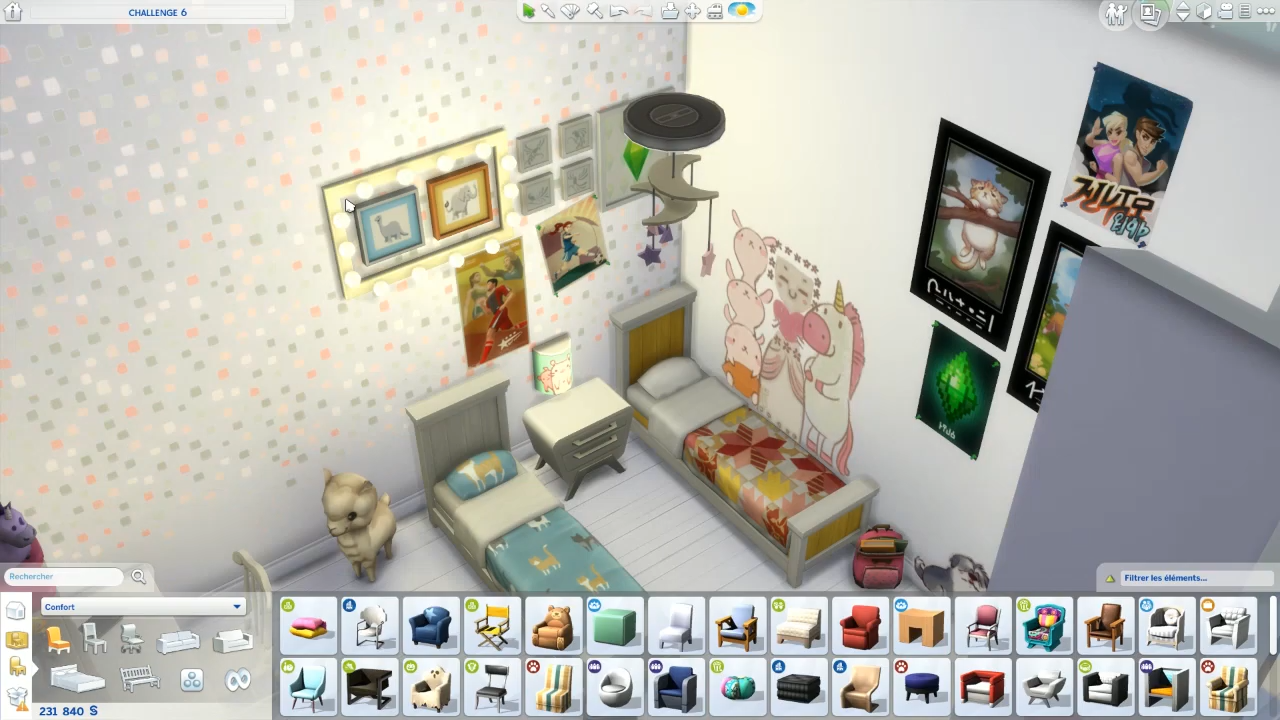 CHALLENGE 6
Rechercher
Filtrer les éléments...
Confort
231 840 $